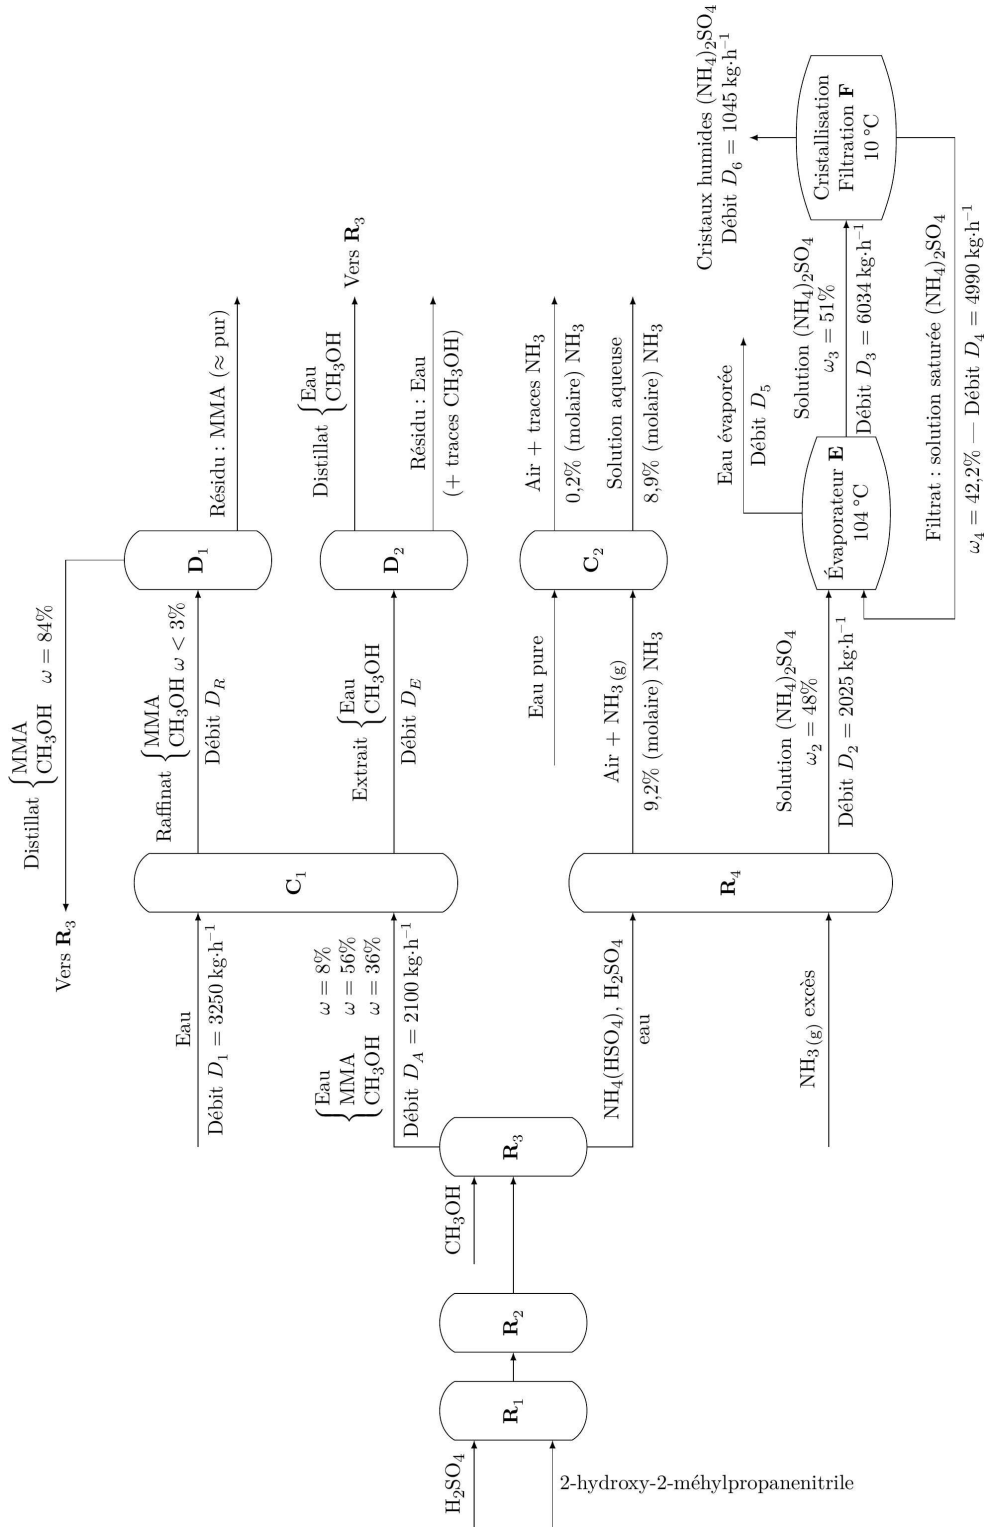 H₂SO₄
2-hydroxy-2-méhylpropanenitrile
R₁
R₂
CH₃OH
R₃
Eau ω = 8%
MMA ω = 56%
CH₃OH ω = 36%
Débit D_A = 2100 kg·h⁻¹
NH₄(HSO₄), H₂SO₄
eau
Eau
Débit D₁ = 3250 kg·h⁻¹
NH₃ (g) excès
C₁
R₄
Vers R₃
Distillat { MMA
CH₃OH ω = 84%
Raffinat { MMA
CH₃OH ω < 3%
Débit D_R
Extrait { Eau
CH₃OH
Débit D_E
D₁
Résidu : MMA (≈ pur)
D₂
Distillat { Eau
CH₃OH
Vers R₃
Résidu : Eau
(+ traces CH₃OH)
Eau pure
Air + NH₃ (g)
9,2% (molaire) NH₃
C₂
Air + traces NH₃
0,2% (molaire) NH₃
Solution aqueuse
8,9% (molaire) NH₃
Solution (NH₄)₂SO₄
ω₂ = 48%
Débit D₂ = 2025 kg·h⁻¹
Évaporateur E
104 °C
Eau évaporée
Débit D₅
Solution (NH₄)₂SO₄
ω₃ = 51%
Débit D₃ = 6034 kg·h⁻¹
Cristallisation
Filtration F
10 °C
Cristaux humides (NH₄)₂SO₄
Débit D₆ = 1045 kg·h⁻¹
Filtrat : solution saturée (NH₄)₂SO₄
ω₄ = 42,2% — Débit D₄ = 4990 kg·h⁻¹